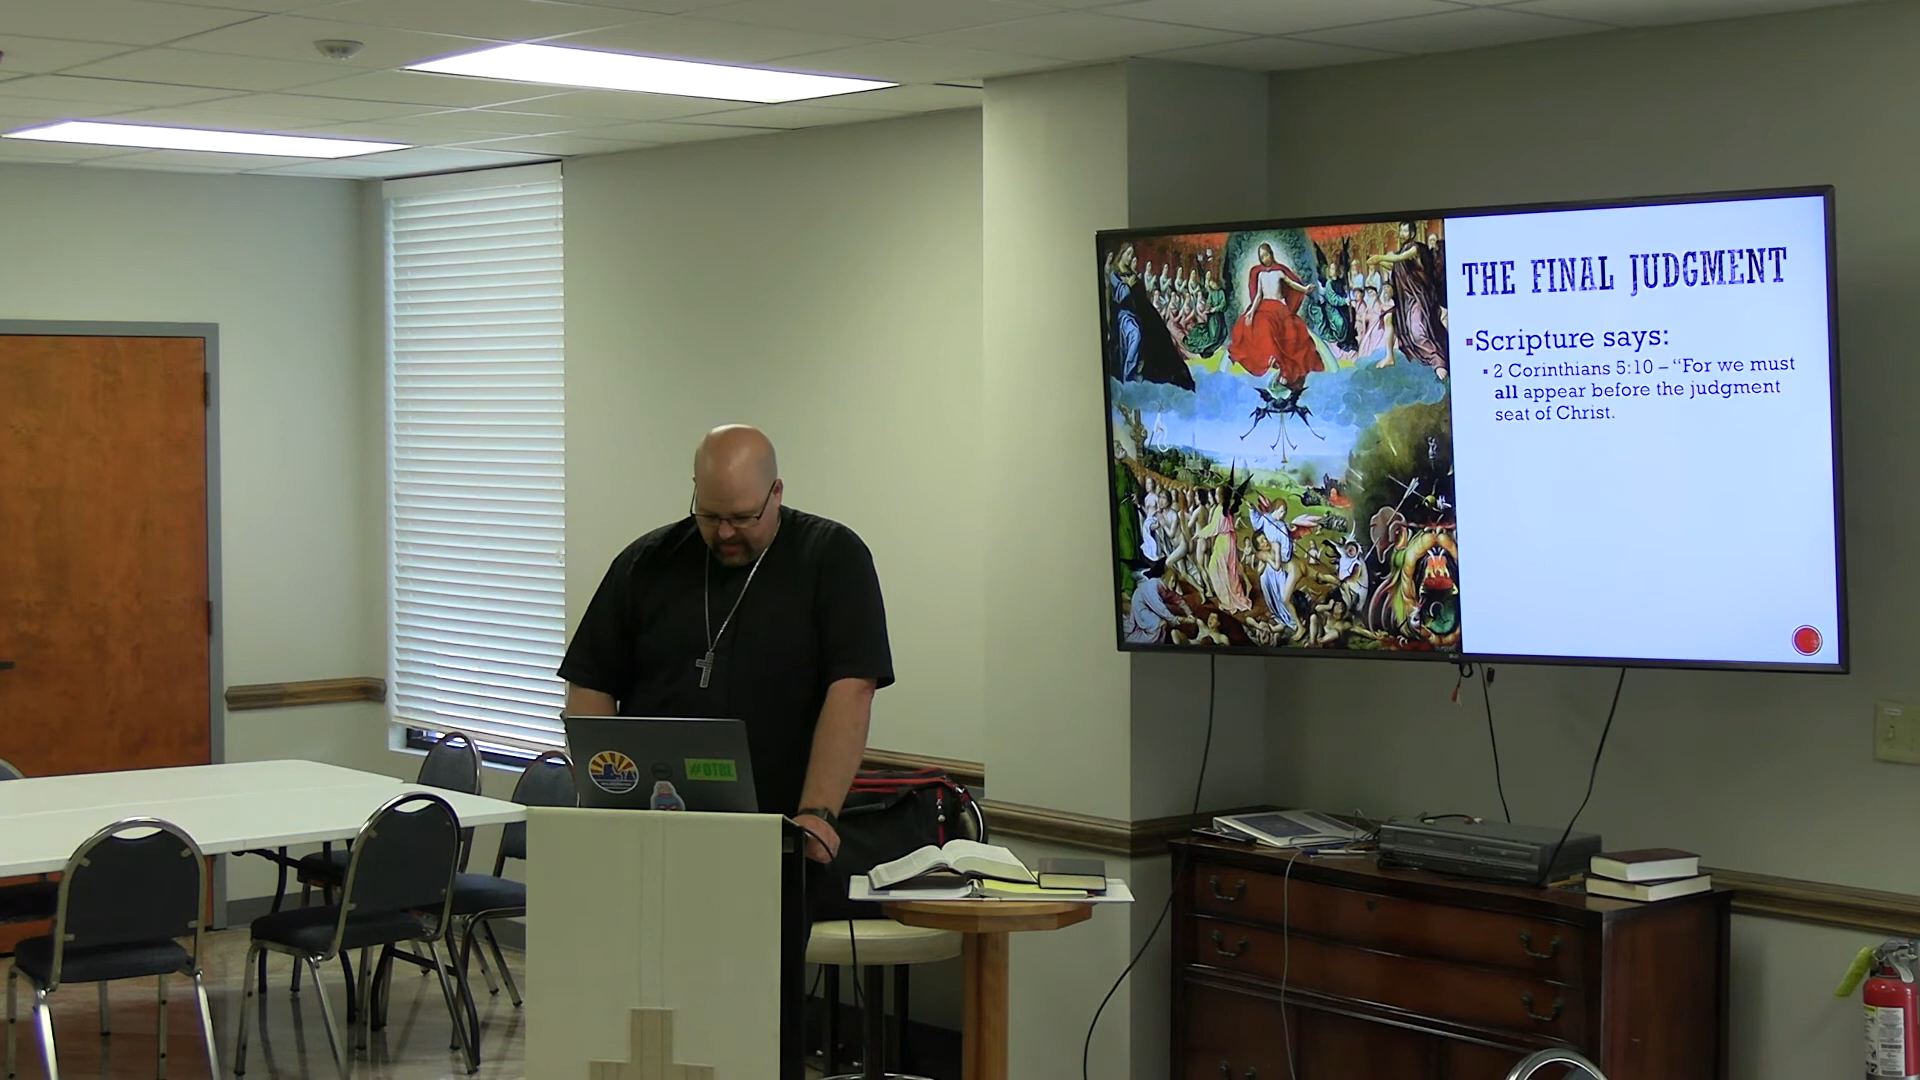 THE FINAL JUDGMENT
▪Scripture says:
▪ 2 Corinthians 5:10 – “For we must
all appear before the judgment
seat of Christ.